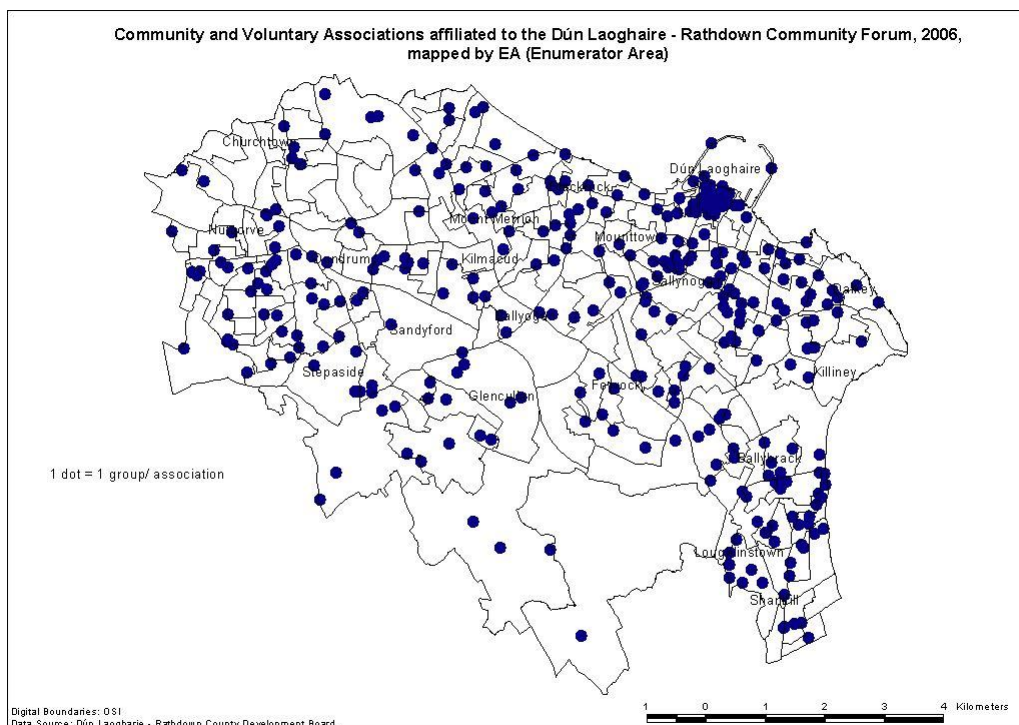 Community and Voluntary Associations affiliated to the Dún Laoghaire - Rathdown Community Forum, 2006,
mapped by EA (Enumerator Area)
Churchtown
Dún Laoghaire
Mount Merrion
Mounttown
Dundrum
Kilmacud
Dalkey
Sandyford
Stepaside
Killiney
Glencullen
Foxrock
1 dot = 1 group/ association
Ballybrack
Loughlinstown
Shankill
Digital Boundaries: OSI
Data Source: Dún Laoghaire - Rathdown County Development Board
1 0 1 2 3 4 Kilometers